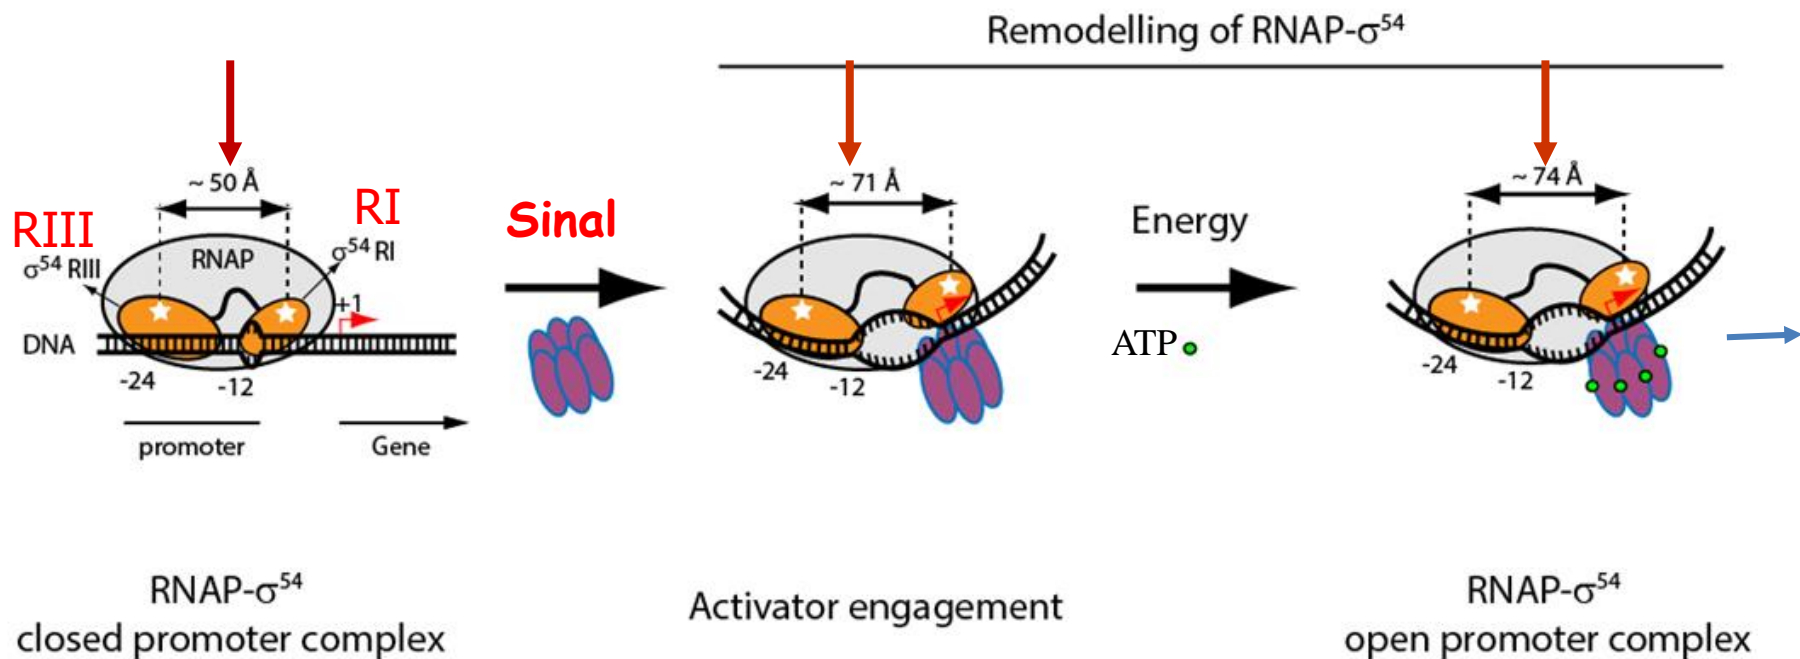 Remodelling of RNAP-σ⁵⁴
~ 50 Å
RIII
RI
σ⁵⁴ RIII
RNAP
σ⁵⁴ RI
+1
DNA
-24
-12
promoter
Gene
Sinal
~ 71 Å
-24
-12
Energy
ATP
~ 74 Å
-24
-12
RNAP-σ⁵⁴
closed promoter complex
Activator engagement
RNAP-σ⁵⁴
open promoter complex